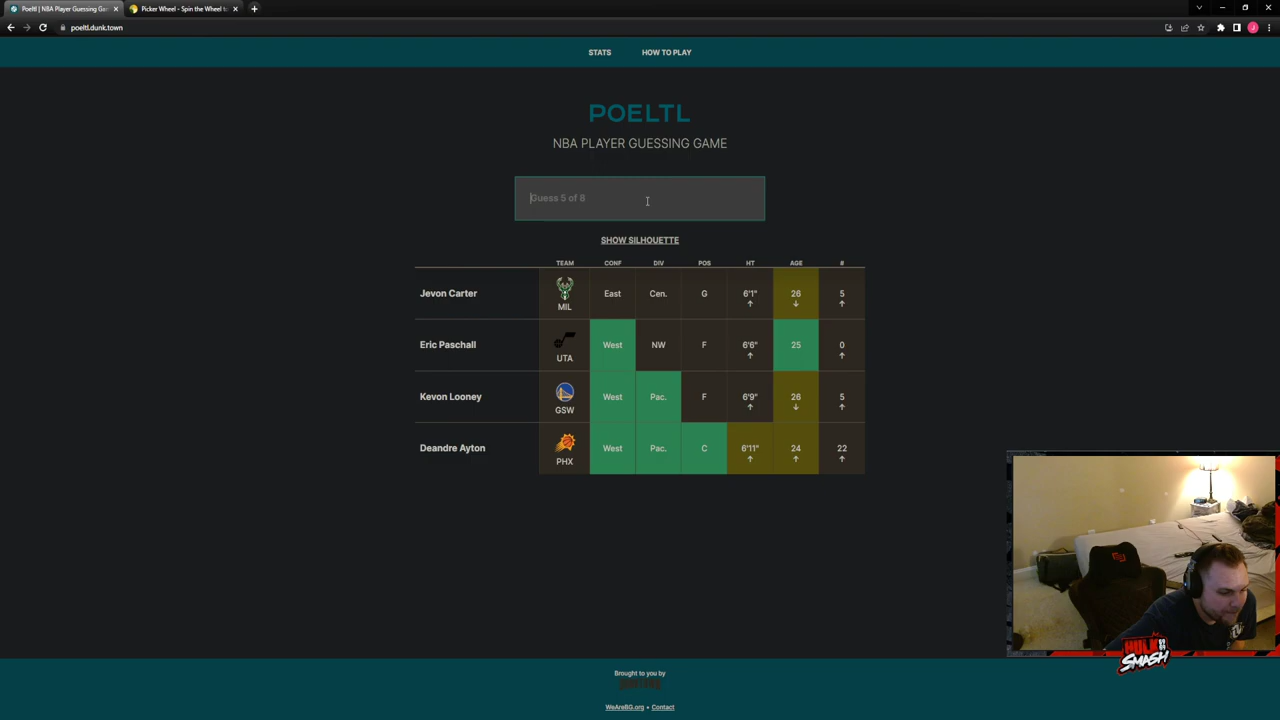 Poeltl | NBA Player Guessing Ga
Picker Wheel - Spin the Wheel t
poeltl.dunk.town
STATS
HOW TO PLAY
POELTL
NBA PLAYER GUESSING GAME
Guess 5 of 8
SHOW SILHOUETTE
TEAM CONF DIV POS HT AGE #
Jevon Carter MIL East Cen. G 6'1" ↑ 26 ↓ 5 ↑
Eric Paschall UTA West NW F 6'6" ↑ 25 0 ↑
Kevon Looney GSW West Pac. F 6'9" ↑ 26 ↓ 5 ↑
Deandre Ayton PHX West Pac. C 6'11" ↑ 24 ↑ 22 ↑
HULK
SMASH
Brought to you by
WeAreBG.org • Contact